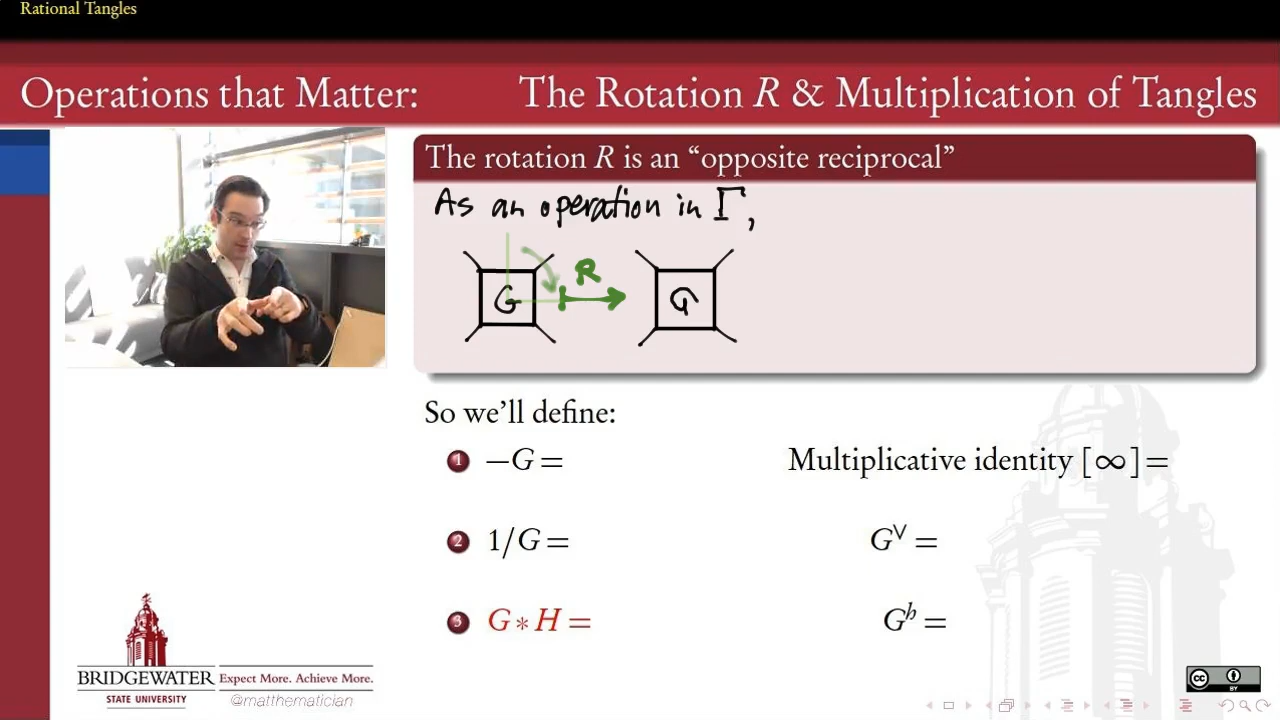 Rational Tangles
Operations that Matter: The Rotation R & Multiplication of Tangles
The rotation R is an “opposite reciprocal”
As an operation in Γ,
G R G
So we’ll define:
1 −G =
Multiplicative identity [∞] =
2 1/G =
G^V =
3 G ∗ H =
G^h =
BRIDGEWATER
STATE UNIVERSITY
Expect More. Achieve More.
@matthematician
CC BY